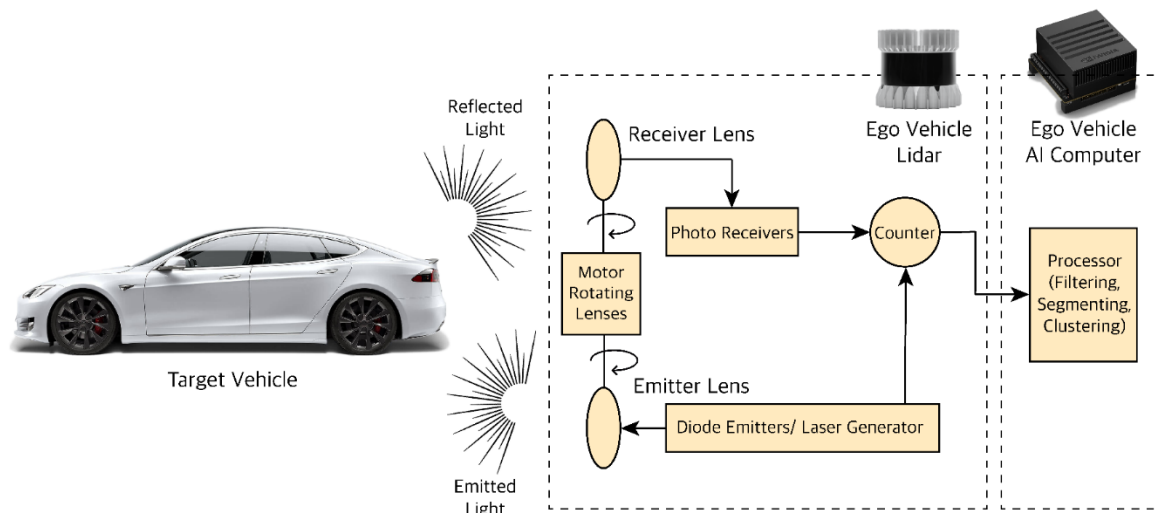 Reflected
Light
Receiver Lens
Ego Vehicle
Lidar
Ego Vehicle
AI Computer
Photo Receivers
Counter
Motor
Rotating
Lenses
Processor
(Filtering,
Segmenting,
Clustering)
Target Vehicle
Emitter Lens
Diode Emitters/ Laser Generator
Emitted
Light